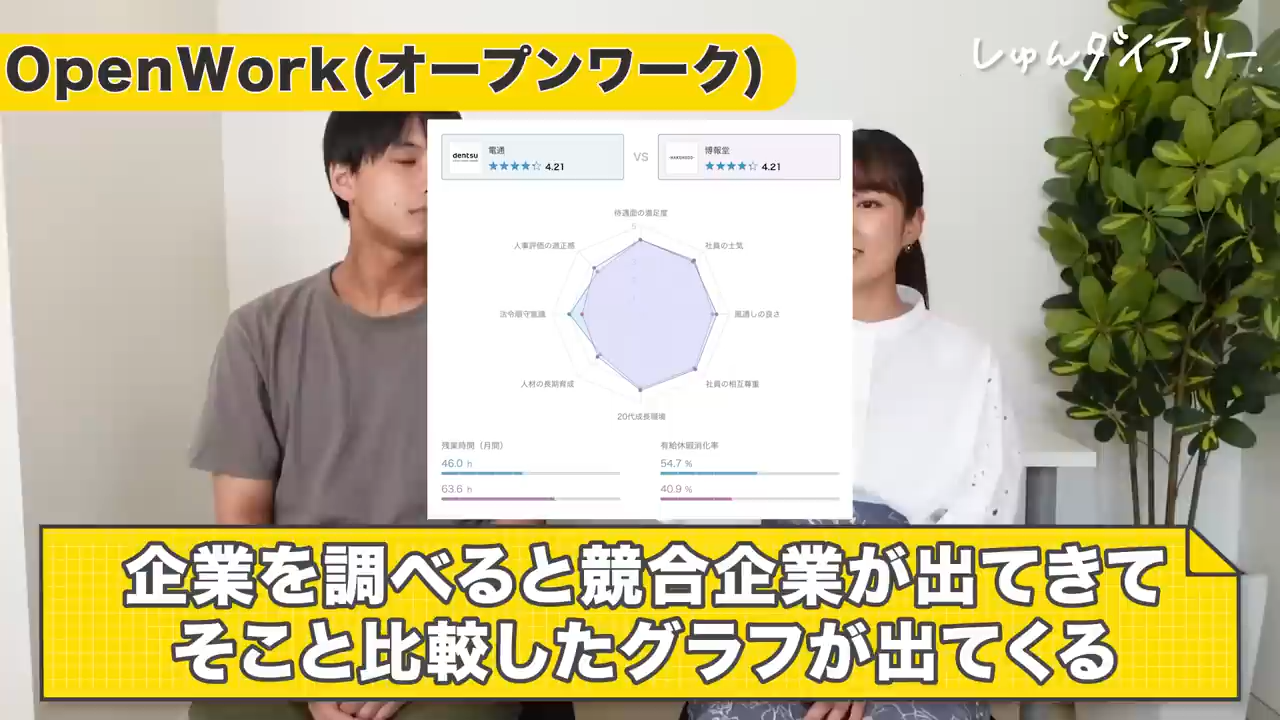 OpenWork(オープンワーク)
しゅんダイアリー.
dentsu
電通
★★★★☆ 4.21
VS
HAKUHODO
博報堂
★★★★☆ 4.21
待遇面の満足度
5
人事評価の適正感
社員の士気
法令順守意識
風通しの良さ
人材の長期育成
社員の相互尊重
20代成長環境
残業時間（月間）
有給休暇消化率
46.0 h
54.7 %
63.6 h
40.9 %
企業を調べると競合企業が出てきて
そこと比較したグラフが出てくる